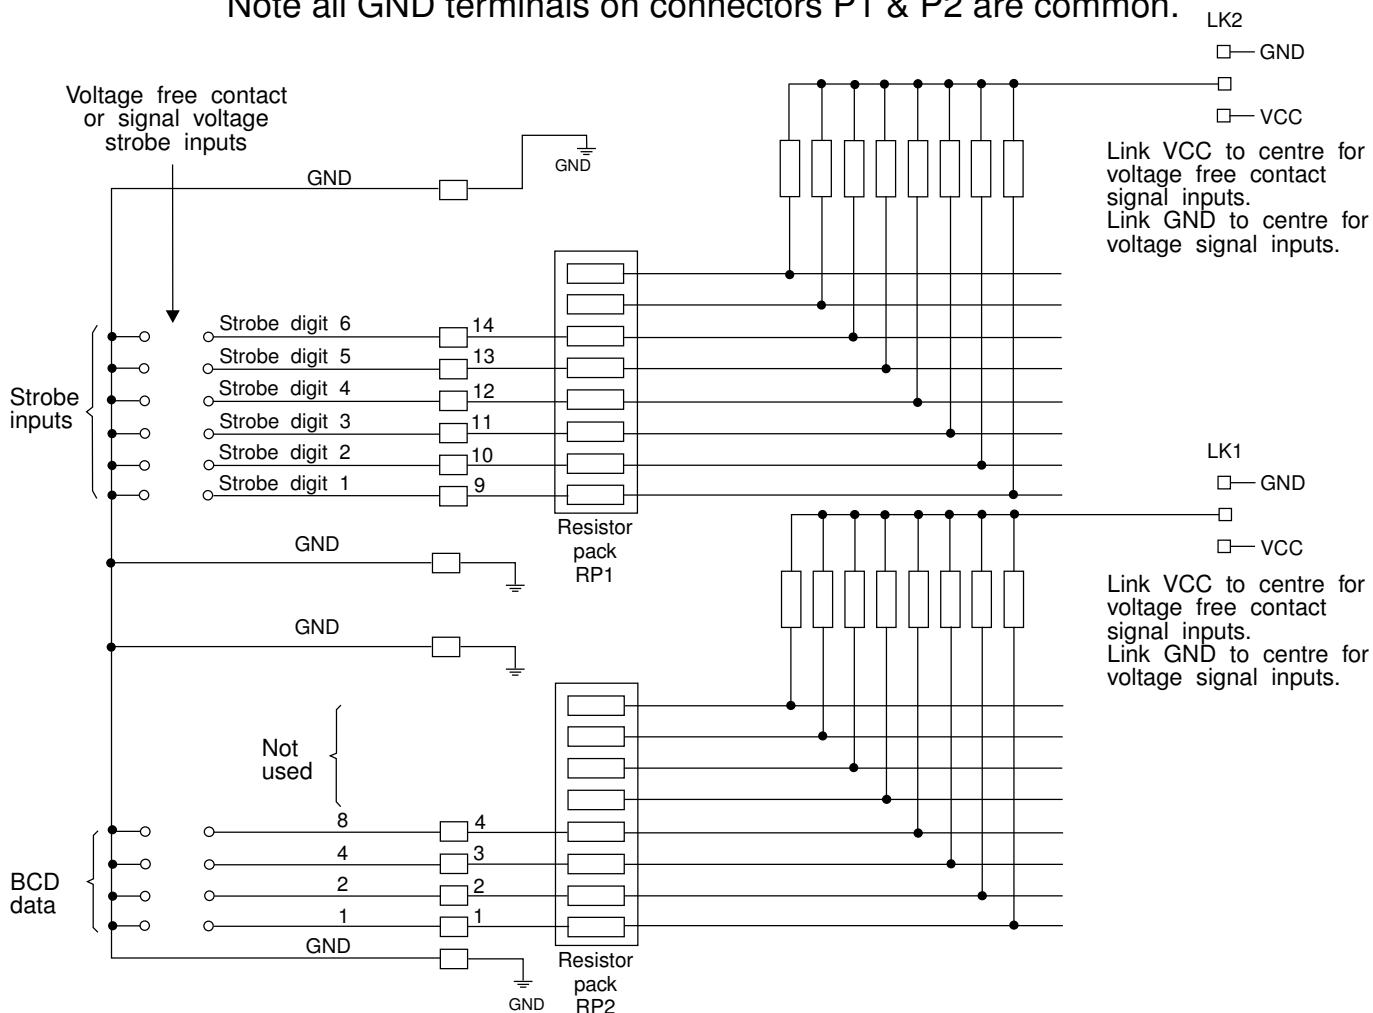 Note all GND terminals on connectors P1 & P2 are common.
LK2
GND
VCC
Link VCC to centre for
voltage free contact
signal inputs.
Link GND to centre for
voltage signal inputs.
Voltage free contact
or signal voltage
strobe inputs
GND
GND
Strobe digit 6
14
Strobe digit 5
13
Strobe digit 4
12
Strobe digit 3
11
Strobe digit 2
10
Strobe digit 1
9
Strobe
inputs
Resistor
pack
RP1
GND
GND
LK1
GND
VCC
Link VCC to centre for
voltage free contact
signal inputs.
Link GND to centre for
voltage signal inputs.
Not
used
8
4
4
3
2
2
1
1
BCD
data
GND
GND
Resistor
pack
RP2